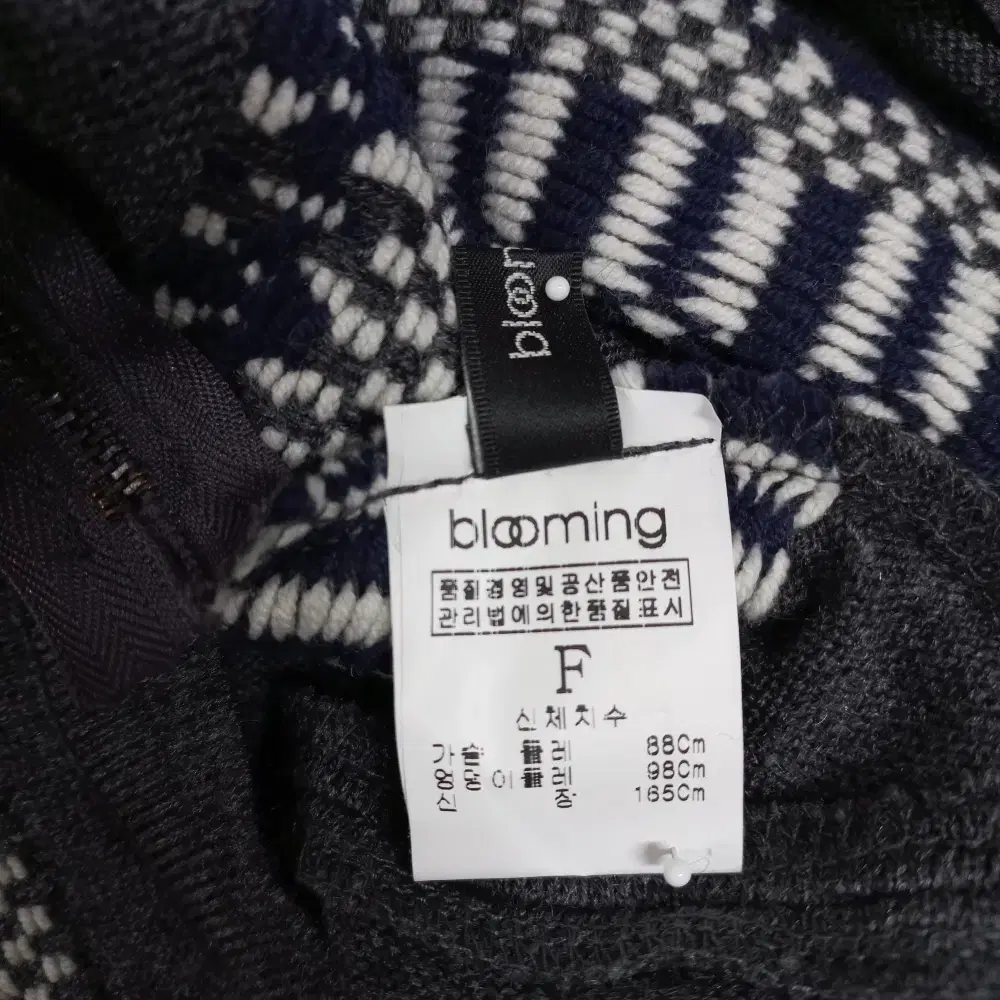 bloom
blooming
품질경영및공산품안전
관리법에의한품질표시
F
신체치수
가슴 둘레 88Cm
엉덩이둘레 98Cm
신 장 165Cm